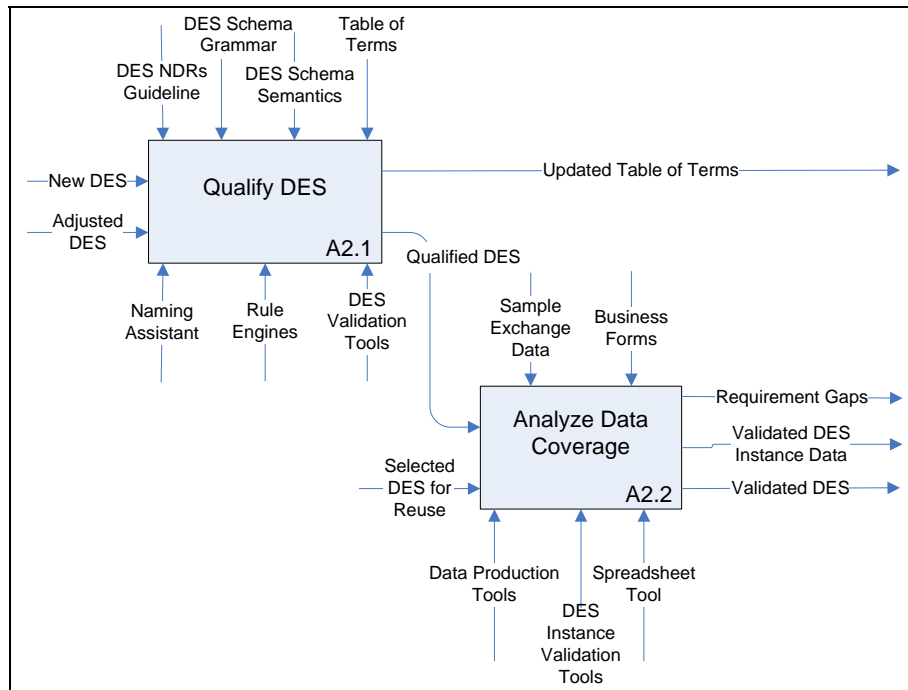 DES Schema
Grammar
Table of
Terms
DES NDRs
Guideline
DES Schema
Semantics
New DES
Adjusted
DES
Qualify DES
A2.1
Updated Table of Terms
Qualified DES
Naming
Assistant
Rule
Engines
DES
Validation
Tools
Sample
Exchange
Data
Business
Forms
Analyze Data
Coverage
A2.2
Requirement Gaps
Validated DES
Instance Data
Validated DES
Selected
DES for
Reuse
Data Production
Tools
DES
Instance
Validation
Tools
Spreadsheet
Tool